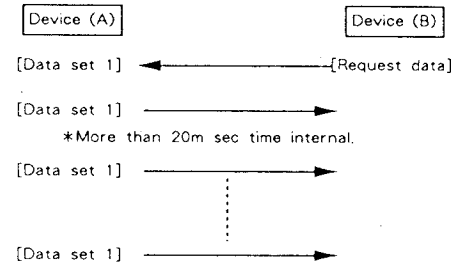 Device (A) Device (B)
[Data set 1] [Request data]
[Data set 1]
*More than 20m sec time internal.
[Data set 1]
[Data set 1]